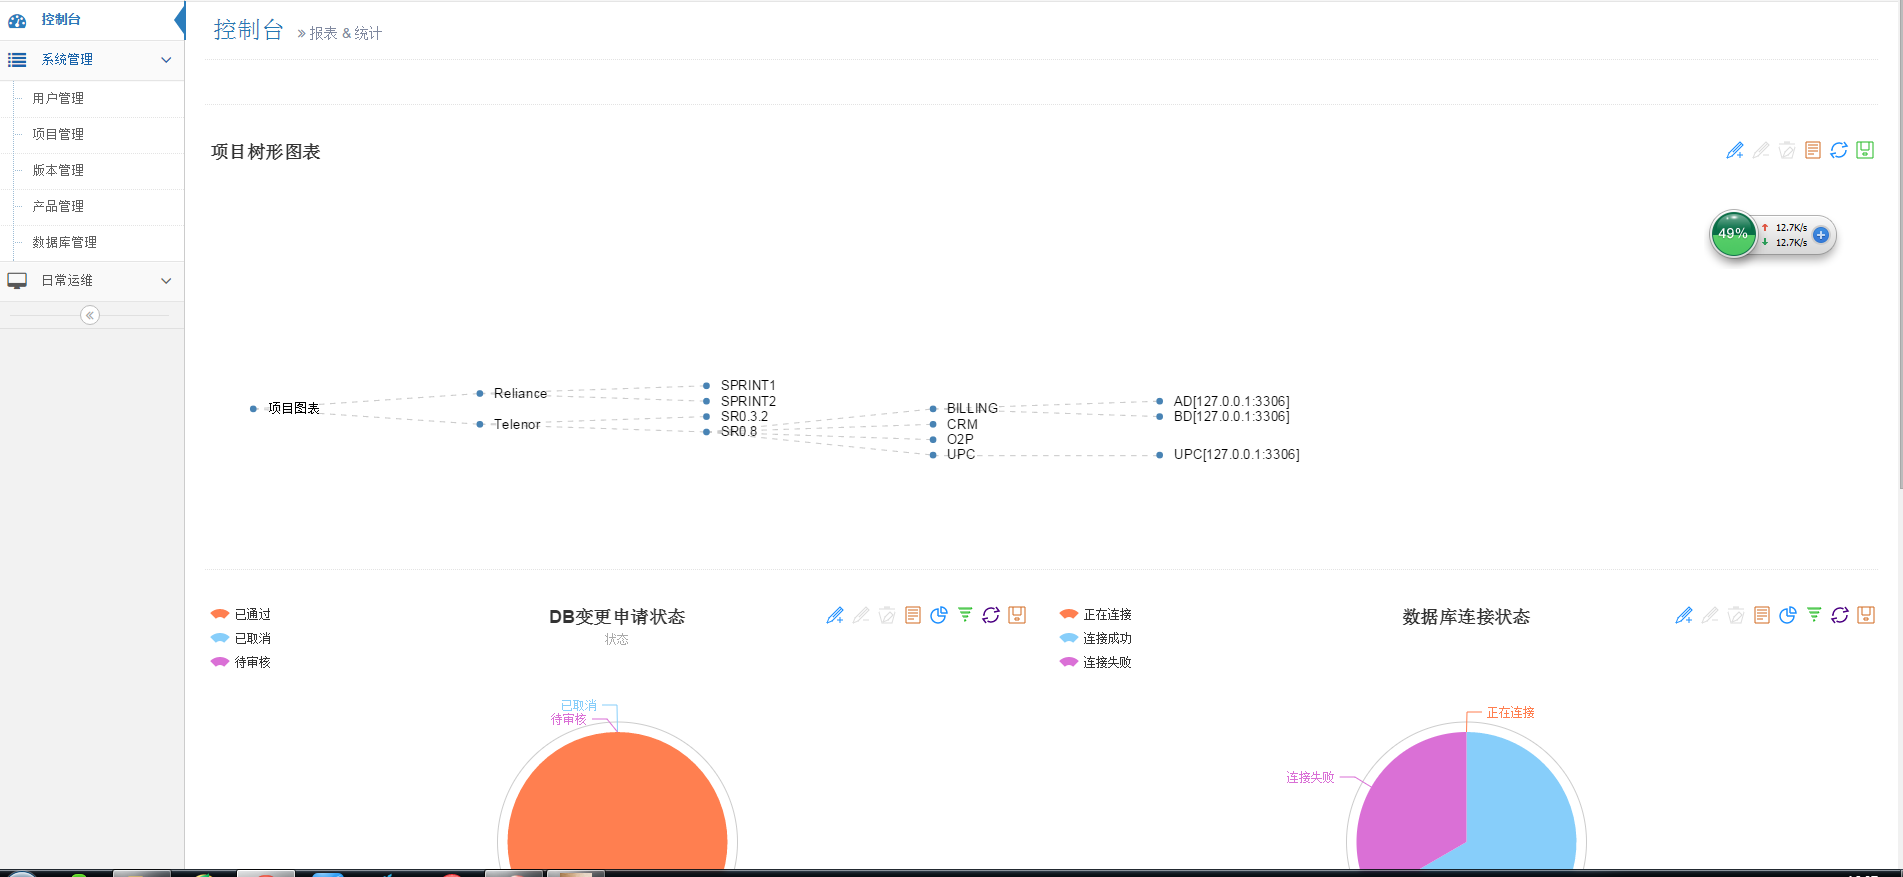 控制台
系统管理
用户管理
项目管理
版本管理
产品管理
数据库管理
日常运维
控制台 » 报表 & 统计
项目树形图表
49%
12.7K/s
12.7K/s
项目图表
Reliance
Telenor
SPRINT1
SPRINT2
SR0.3.2
SR0.8
BILLING
CRM
O2P
UPC
AD[127.0.0.1:3306]
BD[127.0.0.1:3306]
UPC[127.0.0.1:3306]
已通过
已取消
待审核
DB变更申请状态
状态
已取消
待审核
正在连接
连接成功
连接失败
数据库连接状态
正在连接
连接失败